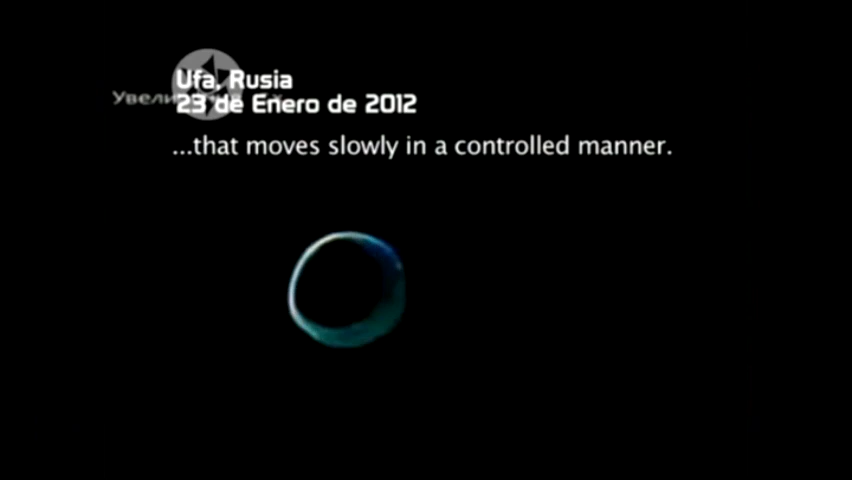 Ufa, Rusia
23 de Enero de 2012
...that moves slowly in a controlled manner.